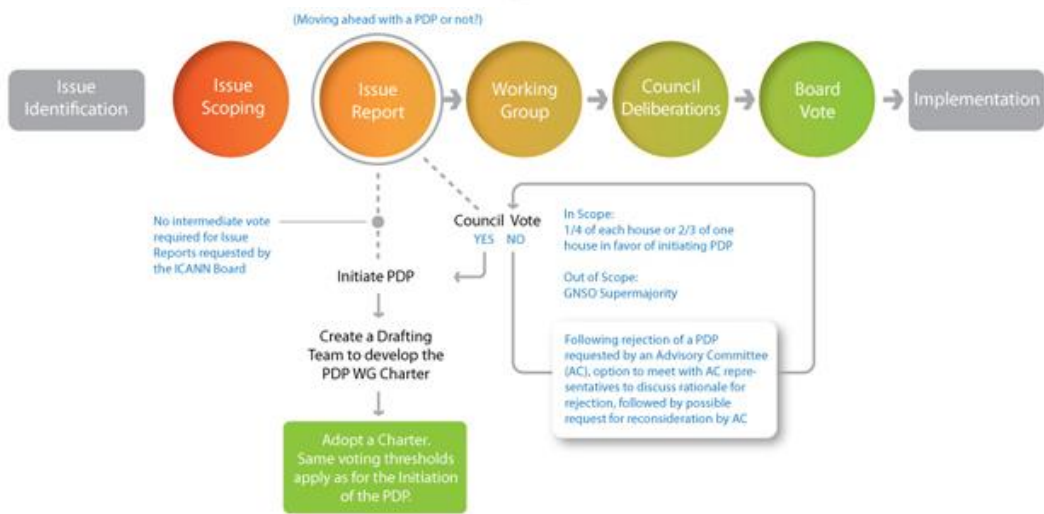 (Moving ahead with a PDP or not?)
Issue
Identification
Issue
Scoping
Issue
Report
Working
Group
Council
Deliberations
Board
Vote
Implementation
No intermediate vote
required for Issue
Reports requested by
the ICANN Board
Council Vote
YES NO
In Scope:
1/4 of each house or 2/3 of one
house in favor of initiating PDP
Out of Scope:
GNSO Supermajority
Initiate PDP
Create a Drafting
Team to develop the
PDP WG Charter
Following rejection of a PDP
requested by an Advisory Committee
(AC), option to meet with AC repre-
sentatives to discuss rationale for
rejection, followed by possible
request for reconsideration by AC
Adopt a Charter.
Same voting thresholds
apply as for the Initiation
of the PDP.